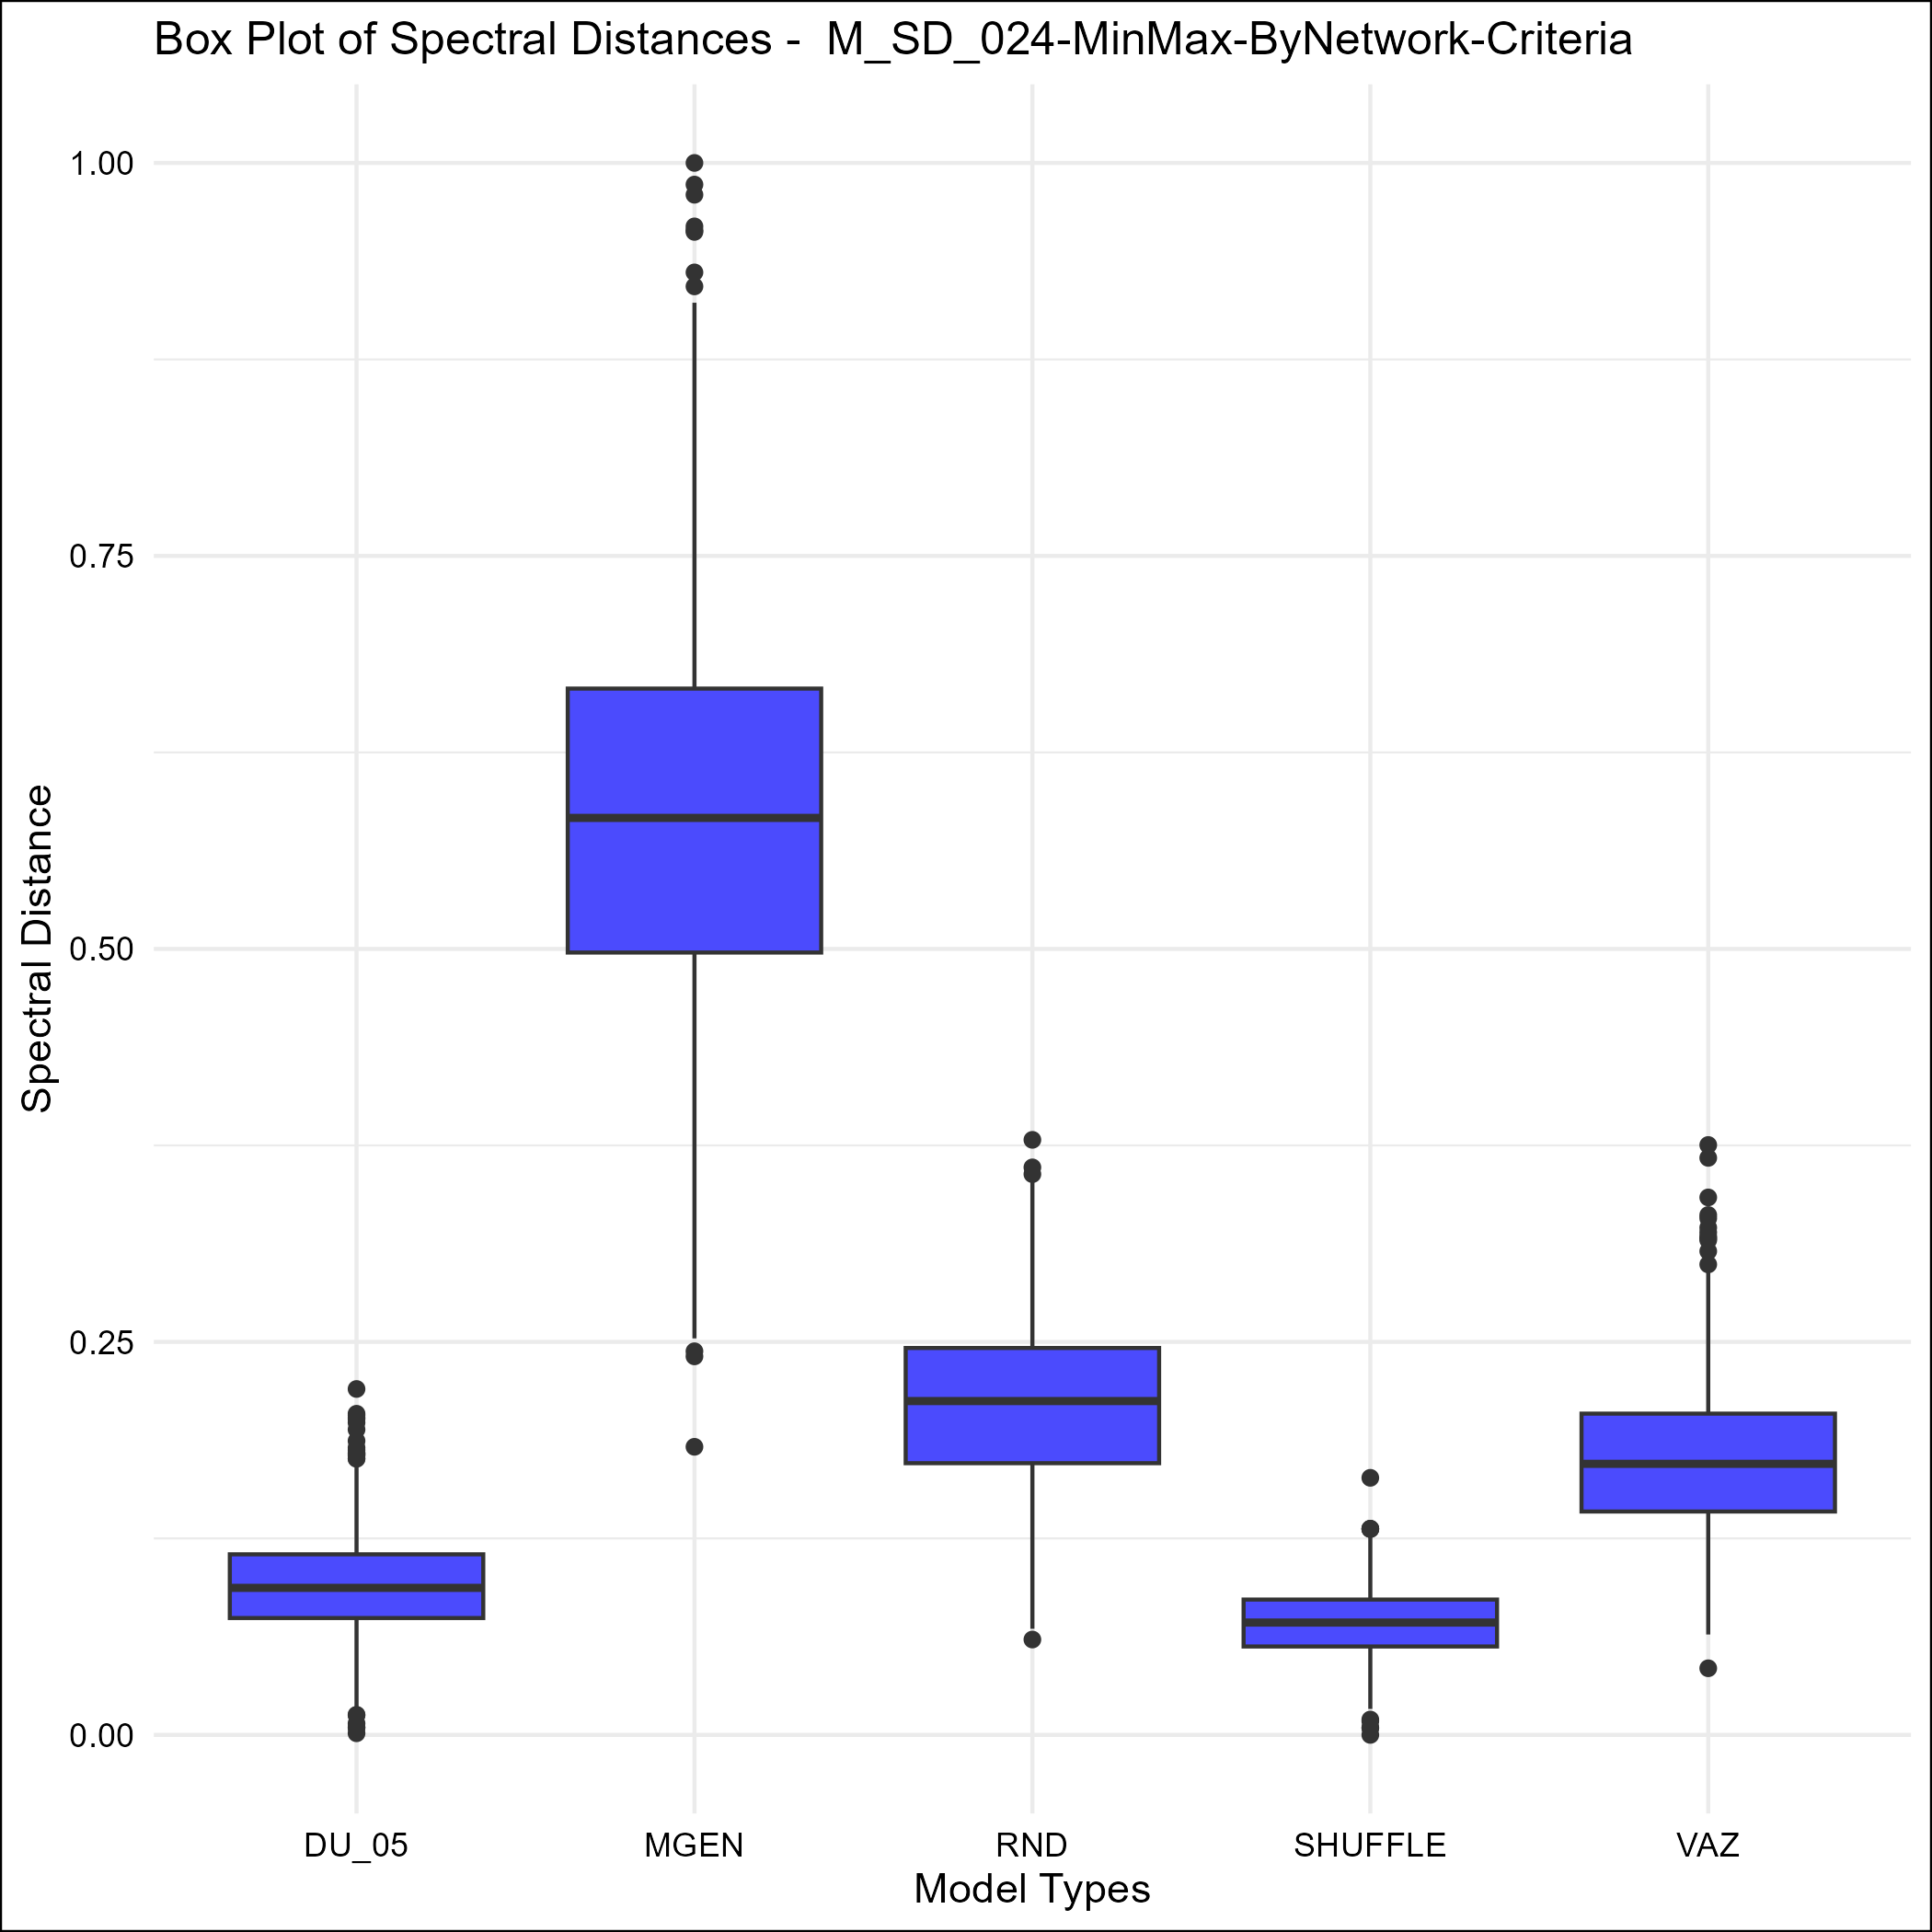 Box Plot of Spectral Distances -  M_SD_024-MinMax-ByNetwork-Criteria
1.00
0.75
0.50
0.25
0.00
Spectral Distance
DU_05 MGEN RND SHUFFLE VAZ
Model Types